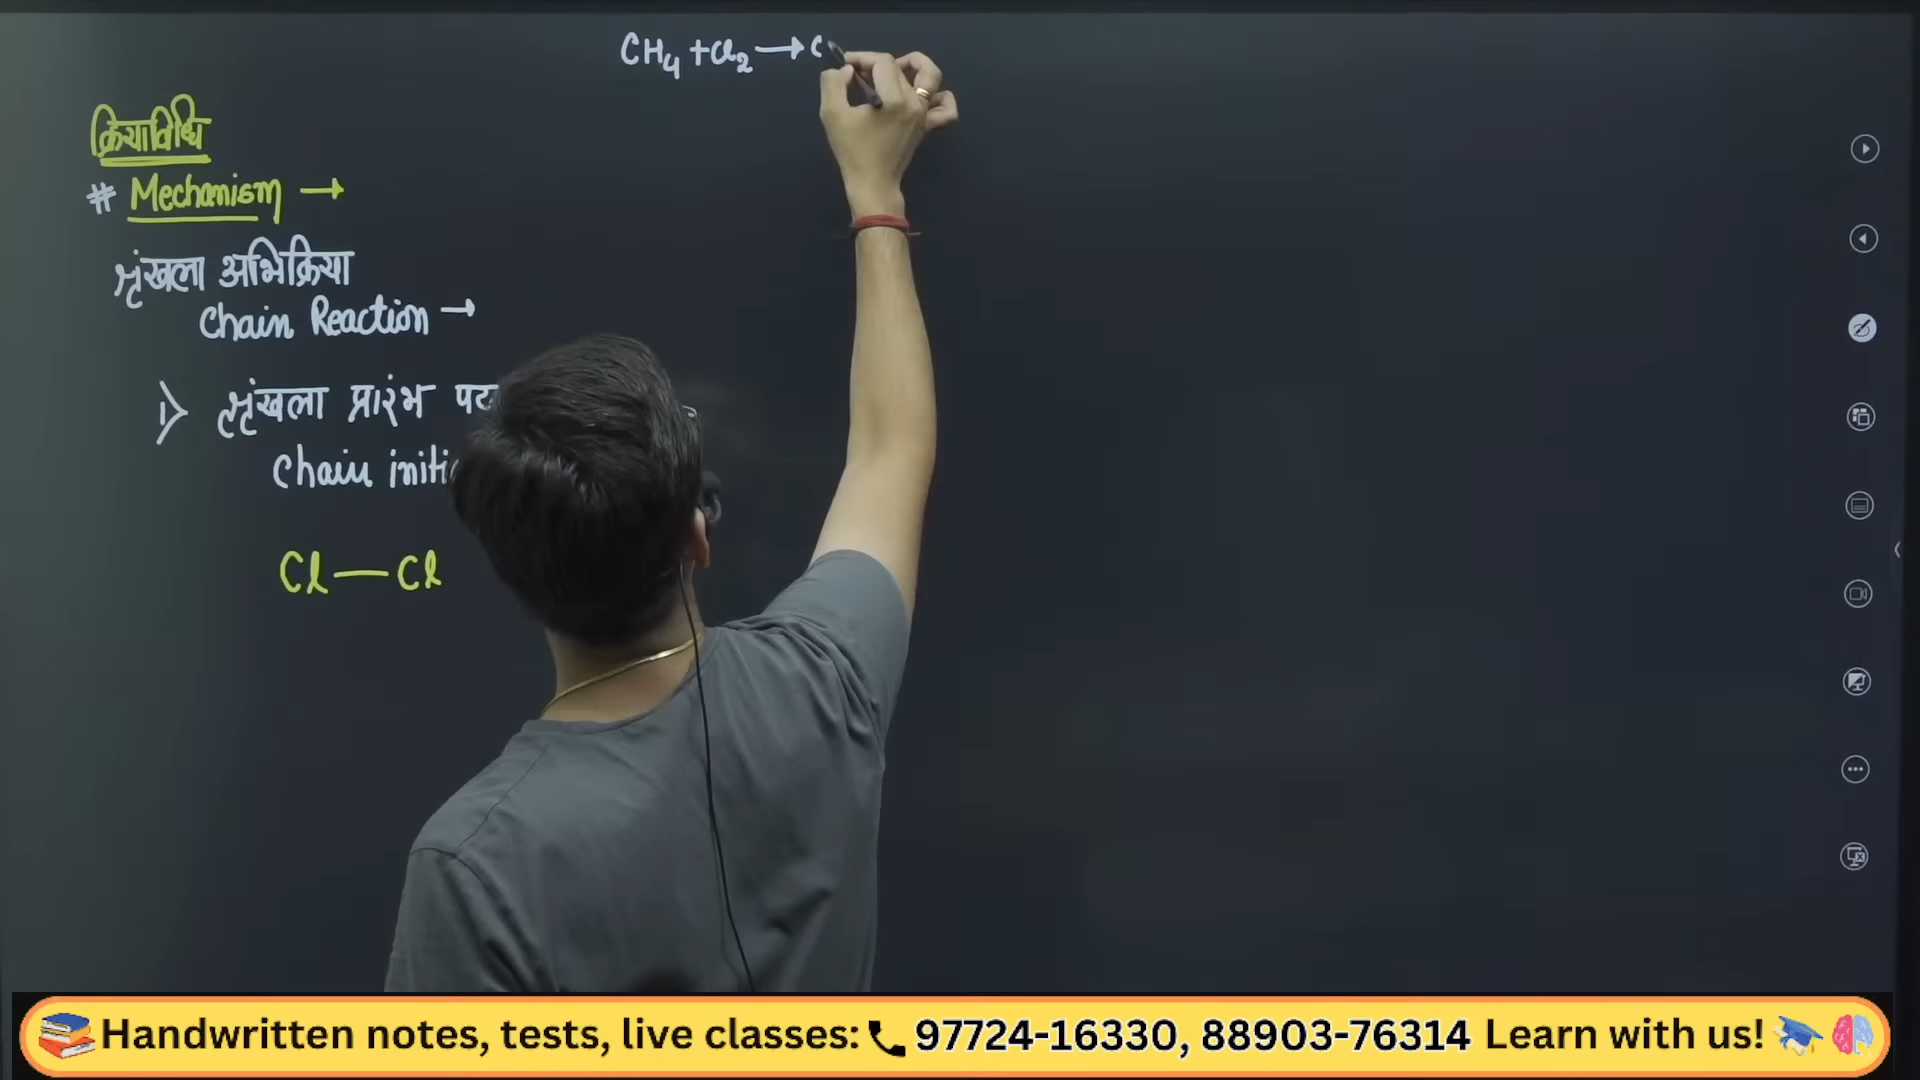 CH₄ + Cl₂ → C
क्रियाविधि
# Mechanism →
श्रृंखला अभिक्रिया
Chain Reaction →
1) श्रृंखला प्रारंभ
Chain initi
Cl — Cl
Handwritten notes, tests, live classes: 97724-16330, 88903-76314 Learn with us!